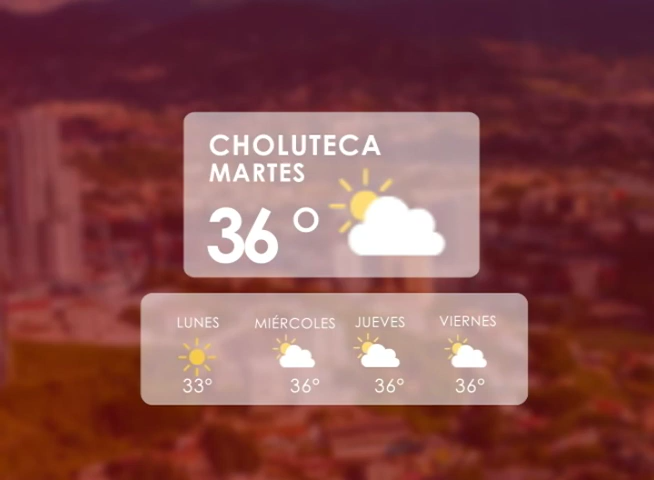 CHOLUTECA
MARTES
36°
LUNES MIÉRCOLES JUEVES VIERNES
33° 36° 36° 36°